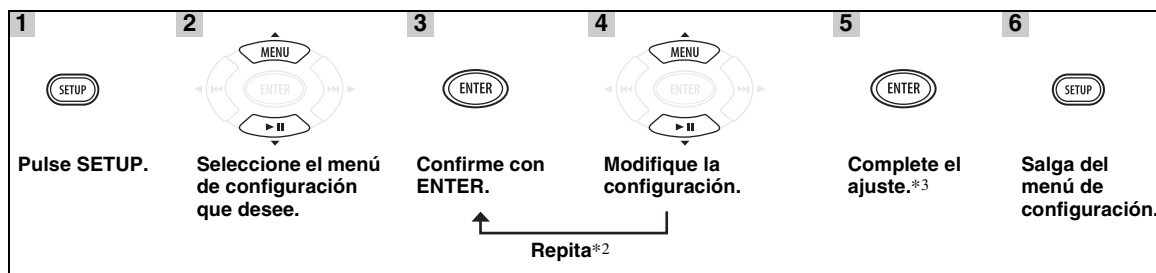 1 2 3 4 5 6
SETUP MENU ENTER ENTER MENU ENTER ENTER SETUP
Pulse SETUP.
Seleccione el menú
de configuración
que desee.
Confirme con
ENTER.
Modifique la
configuración.
Complete el
ajuste.*3
Salga del
menú de
configuración.
Repita*2